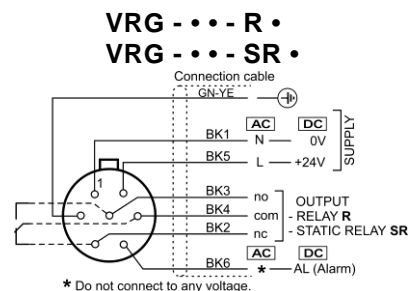 VRG - • • - R •
VRG - • • - SR •
Connection cable
GN-YE
AC DC
BK1 N 0V
BK5 L +24V
SUPPLY
1
BK3 no
BK4 com
BK2 nc
OUTPUT
- RELAY R
- STATIC RELAY SR
AC DC
BK6 * AL (Alarm)
* Do not connect to any voltage.